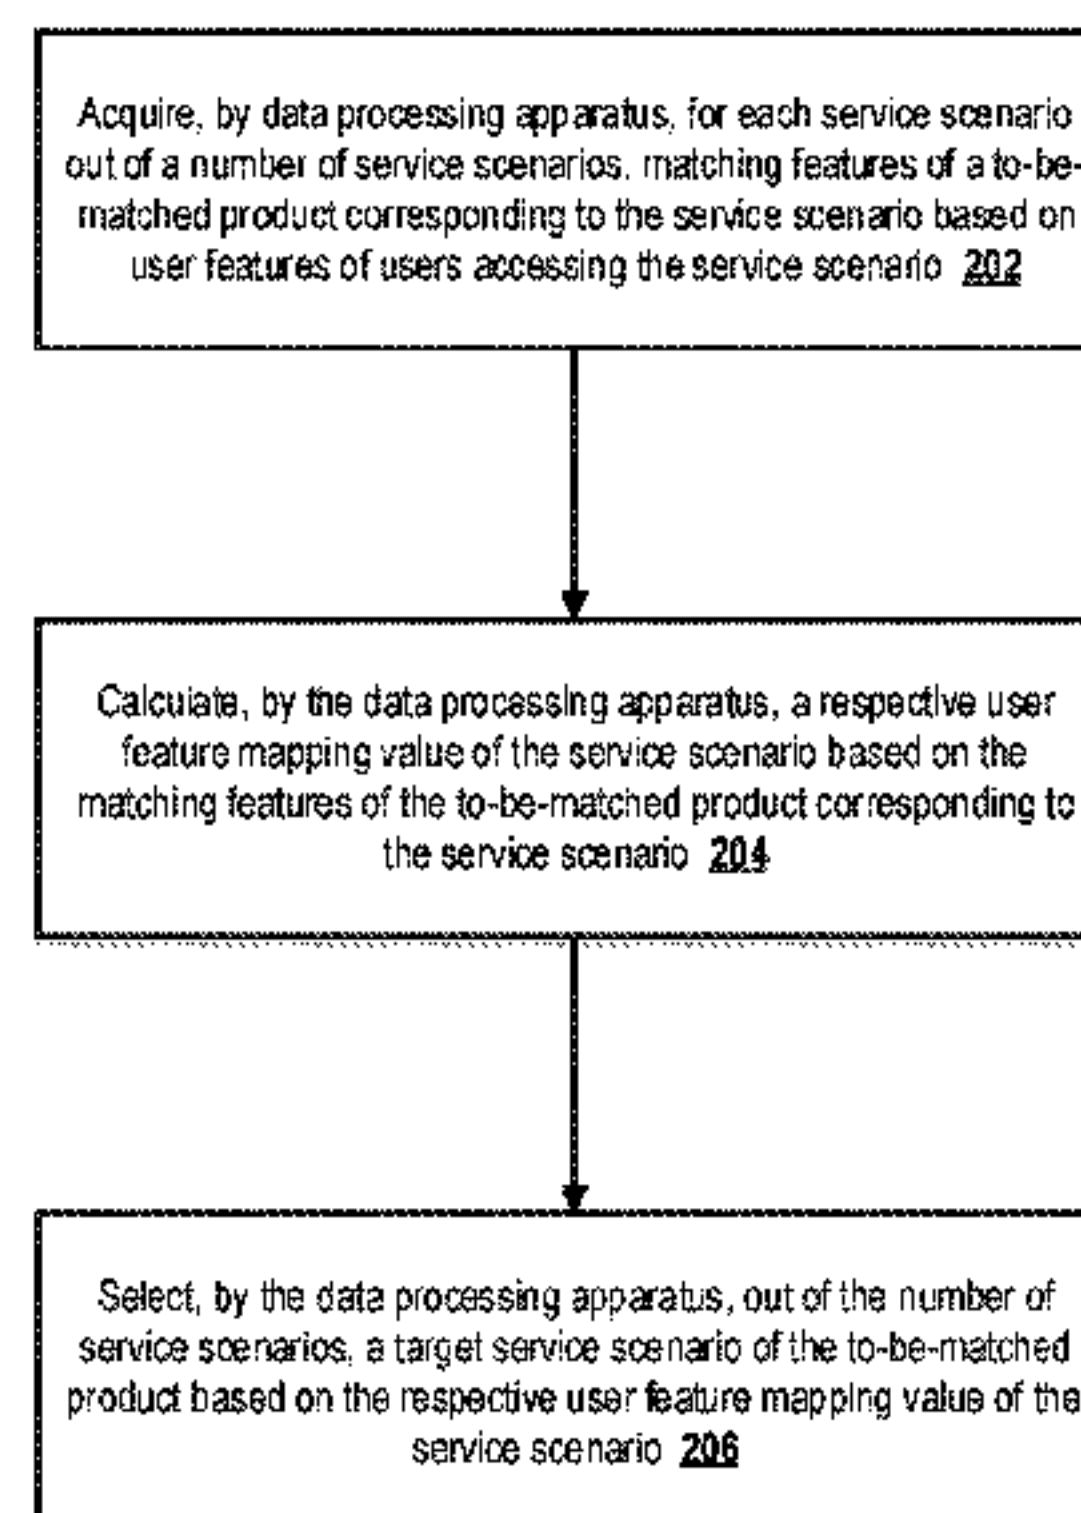 Acquire, by data processing apparatus, for each service scenario
out of a number of service scenarios, matching features of a to-be-
matched product corresponding to the service scenario based on
user features of users accessing the service scenario 202
Calculate, by the data processing apparatus, a respective user
feature mapping value of the service scenario based on the
matching features of the to-be-matched product corresponding to
the service scenario 204
Select, by the data processing apparatus, out of the number of
service scenarios, a target service scenario of the to-be-matched
product based on the respective user feature mapping value of the
service scenario 206